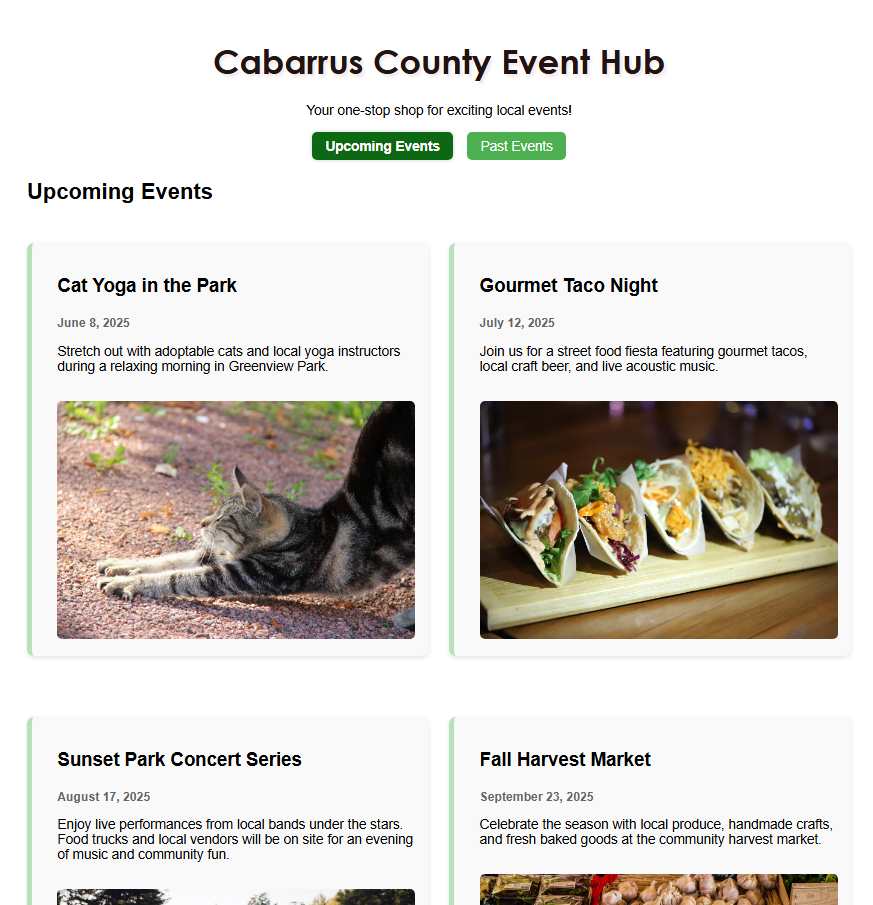 Cabarrus County Event Hub
Your one-stop shop for exciting local events!
Upcoming Events
Past Events
Upcoming Events
Cat Yoga in the Park
June 8, 2025
Stretch out with adoptable cats and local yoga instructors
during a relaxing morning in Greenview Park.
Gourmet Taco Night
July 12, 2025
Join us for a street food fiesta featuring gourmet tacos,
local craft beer, and live acoustic music.
Sunset Park Concert Series
August 17, 2025
Enjoy live performances from local bands under the stars.
Food trucks and local vendors will be on site for an evening
of music and community fun.
Fall Harvest Market
September 23, 2025
Celebrate the season with local produce, handmade crafts,
and fresh baked goods at the community harvest market.